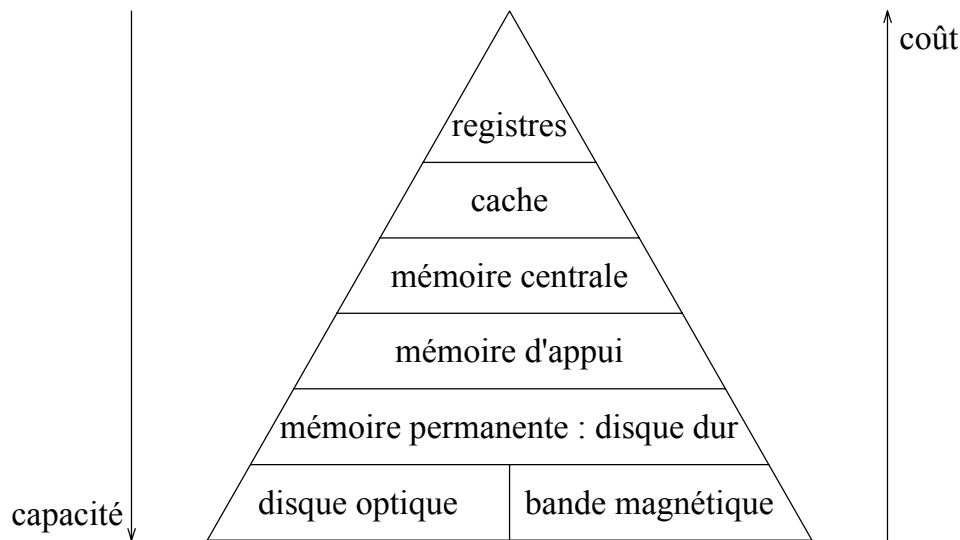 coût
registres
cache
mémoire centrale
mémoire d'appui
mémoire permanente : disque dur
disque optique
bande magnétique
capacité